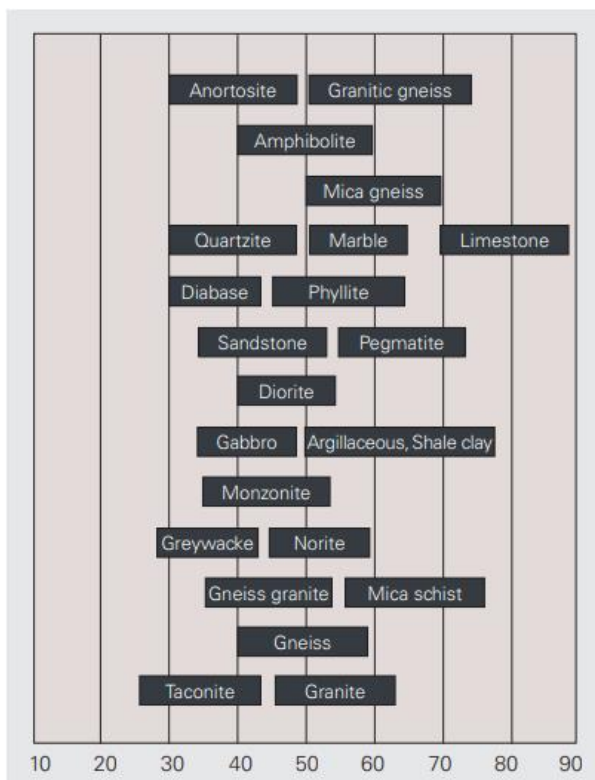 Anortosite Granitic gneiss
Amphibolite
Mica gneiss
Quartzite Marble Limestone
Diabase Phyllite
Sandstone Pegmatite
Diorite
Gabbro Argillaceous, Shale clay
Monzonite
Greywacke Norite
Gneiss granite Mica schist
Gneiss
Taconite Granite
10 20 30 40 50 60 70 80 90